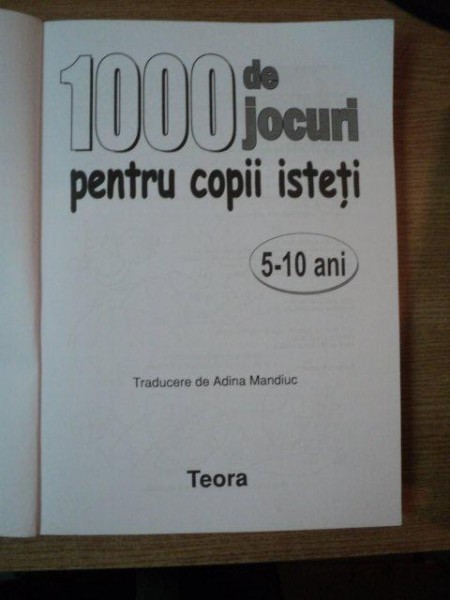 1000 de
jocuri
pentru copii isteți
5-10 ani
Traducere de Adina Mandiuc
Teora